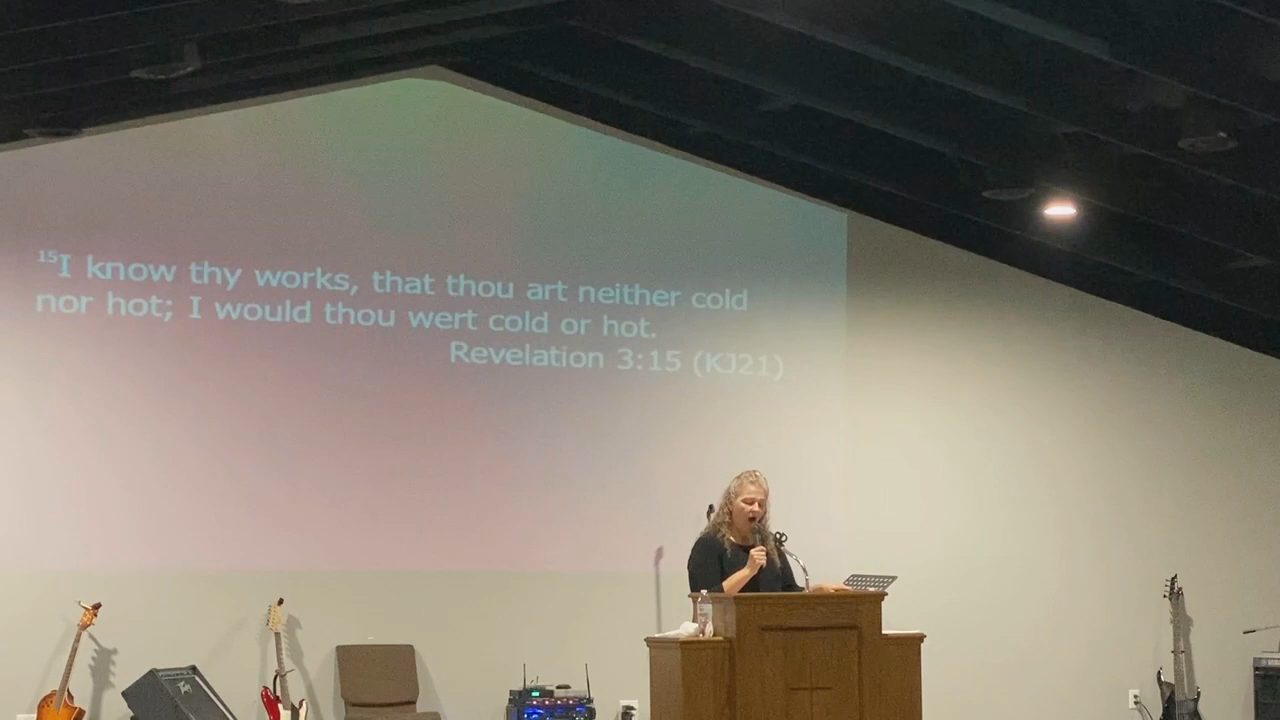 15I know thy works, that thou art neither cold
nor hot; I would thou wert cold or hot.
Revelation 3:15 (KJ21)
Peavey